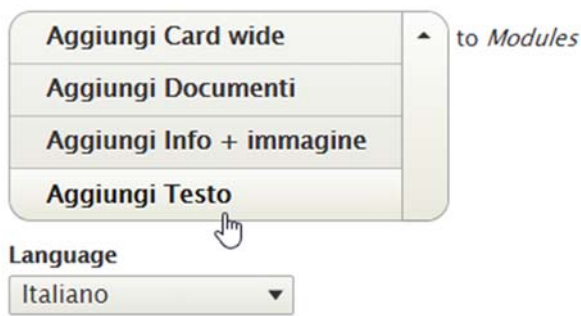 Aggiungi Card wide to Modules
Aggiungi Documenti
Aggiungi Info + immagine
Aggiungi Testo
Language
Italiano